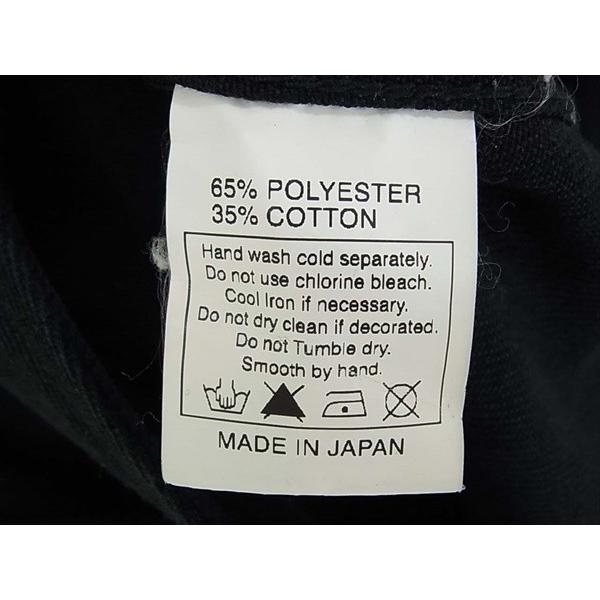 65% POLYESTER
35% COTTON
Hand wash cold separately.
Do not use chlorine bleach.
Cool Iron if necessary.
Do not dry clean if decorated.
Do not Tumble dry.
Smooth by hand.
MADE IN JAPAN